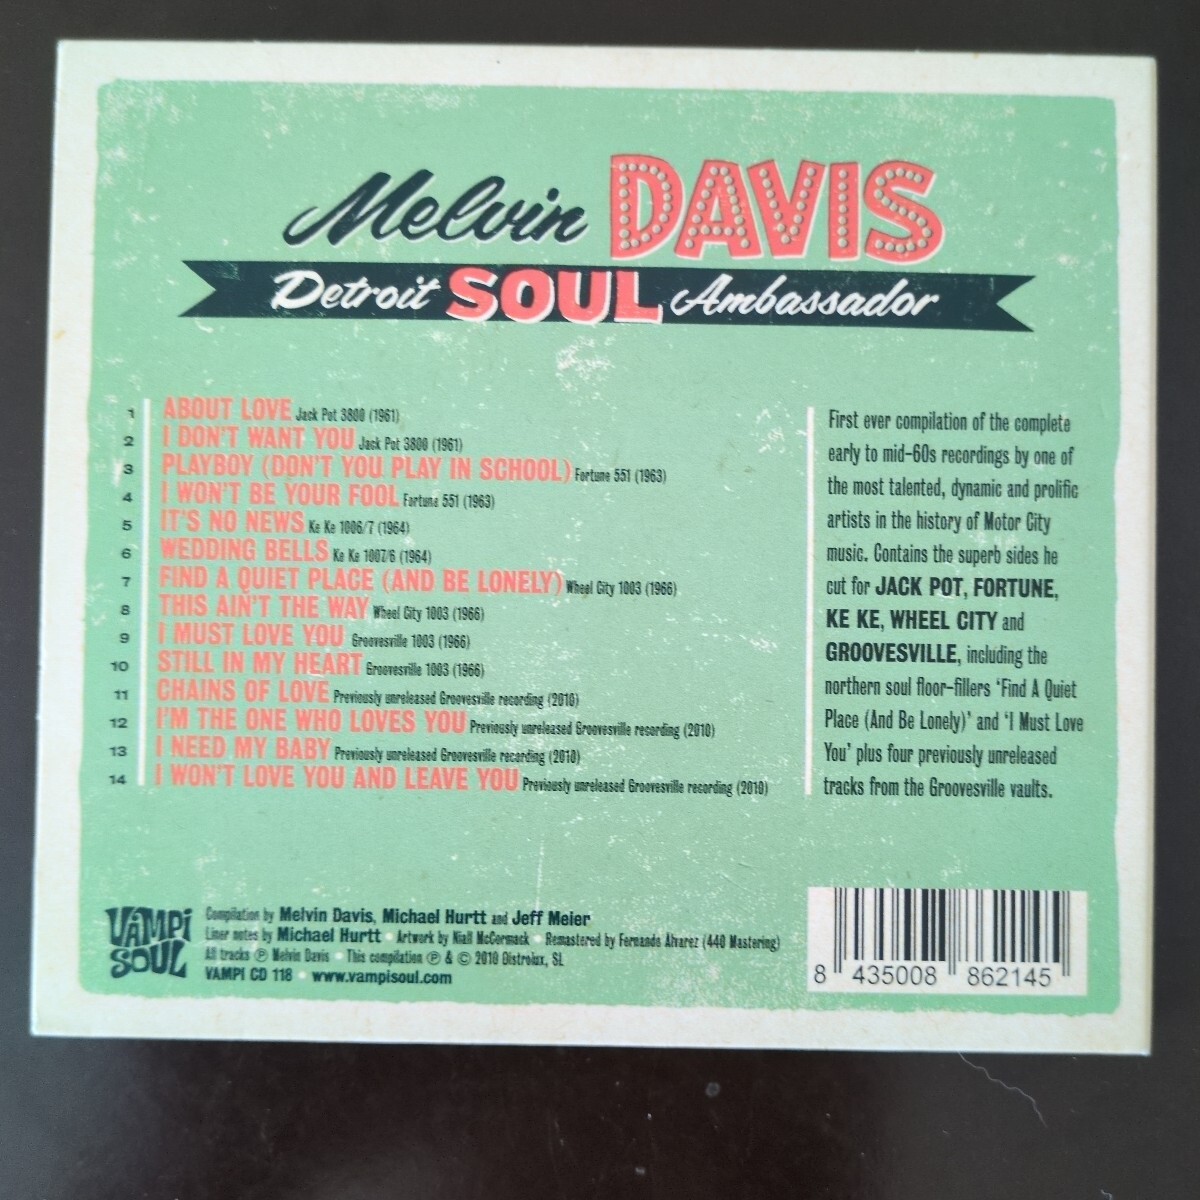 Melvin DAVIS
Detroit SOUL Ambassador
1 ABOUT LOVE Jack Pot 3800 (1961)
2 I DON'T WANT YOU Jack Pot 3800 (1961)
3 PLAYBOY (DON'T YOU PLAY IN SCHOOL) Fortune 551 (1963)
4 I WON'T BE YOUR FOOL Fortune 551 (1963)
5 IT'S NO NEWS Ke Ke 1006/7 (1964)
6 WEDDING BELLS Ke Ke 1007/6 (1964)
7 FIND A QUIET PLACE (AND BE LONELY) Wheel City 1003 (1966)
8 THIS AIN'T THE WAY Wheel City 1003 (1966)
9 I MUST LOVE YOU Groovesville 1003 (1966)
10 STILL IN MY HEART Groovesville 1003 (1966)
11 CHAINS OF LOVE Previously unreleased Groovesville recording (2010)
12 I'M THE ONE WHO LOVES YOU Previously unreleased Groovesville recording (2010)
13 I NEED MY BABY Previously unreleased Groovesville recording (2010)
14 I WON'T LOVE YOU AND LEAVE YOU Previously unreleased Groovesville recording (2010)
First ever compilation of the complete
early to mid-60s recordings by one of
the most talented, dynamic and prolific
artists in the history of Motor City
music. Contains the superb sides he
cut for JACK POT, FORTUNE,
KE KE, WHEEL CITY and
GROOVESVILLE, including the
northern soul floor-fillers 'Find A Quiet
Place (And Be Lonely)' and 'I Must Love
You' plus four previously unreleased
tracks from the Groovesville vaults.
VAMPI
SOUL
Compilation by Melvin Davis, Michael Hurtt and Jeff Meier
Liner notes by Michael Hurtt • Artwork by Niall McCormack • Remastered by Fernando Álvarez (440 Mastering)
All tracks ℗ Melvin Davis • This compilation ℗ & © 2010 Distrolux, SL
VAMPI CD 118 • www.vampisoul.com
8 435008 862145